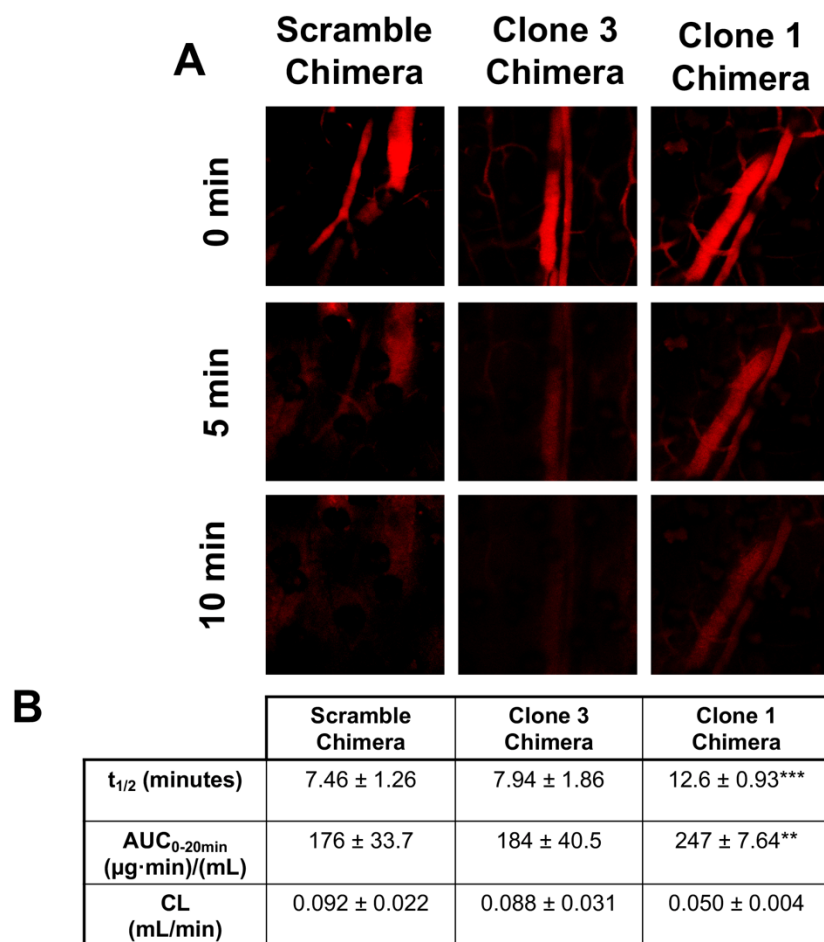 A
Scramble Chimera
Clone 3 Chimera
Clone 1 Chimera
0 min
5 min
10 min
B
Scramble Chimera
Clone 3 Chimera
Clone 1 Chimera
t1/2 (minutes)
7.46 ± 1.26
7.94 ± 1.86
12.6 ± 0.93***
AUC0-20min (µg·min)/(mL)
176 ± 33.7
184 ± 40.5
247 ± 7.64**
CL (mL/min)
0.092 ± 0.022
0.088 ± 0.031
0.050 ± 0.004